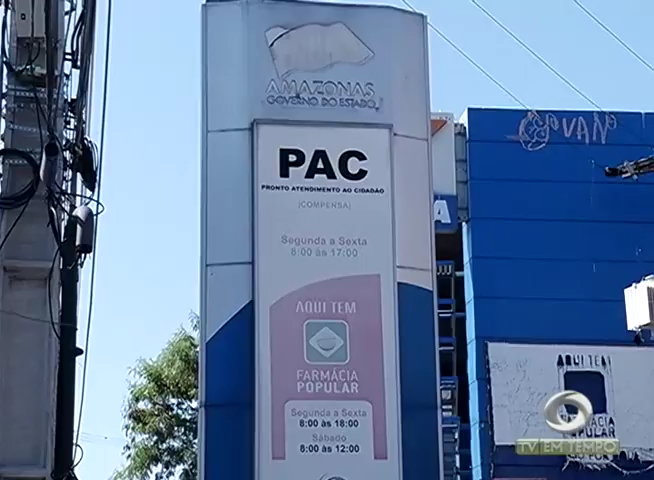 AMAZONAS
GOVERNO DO ESTADO
PAC
PRONTO ATENDIMENTO AO CIDADÃO
(COMPENSA)
Segunda a Sexta
8:00 às 17:00
AQUI TEM
FARMÁCIA
POPULAR
Segunda a Sexta
8:00 às 18:00
Sábado
8:00 às 12:00
A
VAN
AQUI TEM
FARMÁCIA
POPULAR
TV EM TEMPO